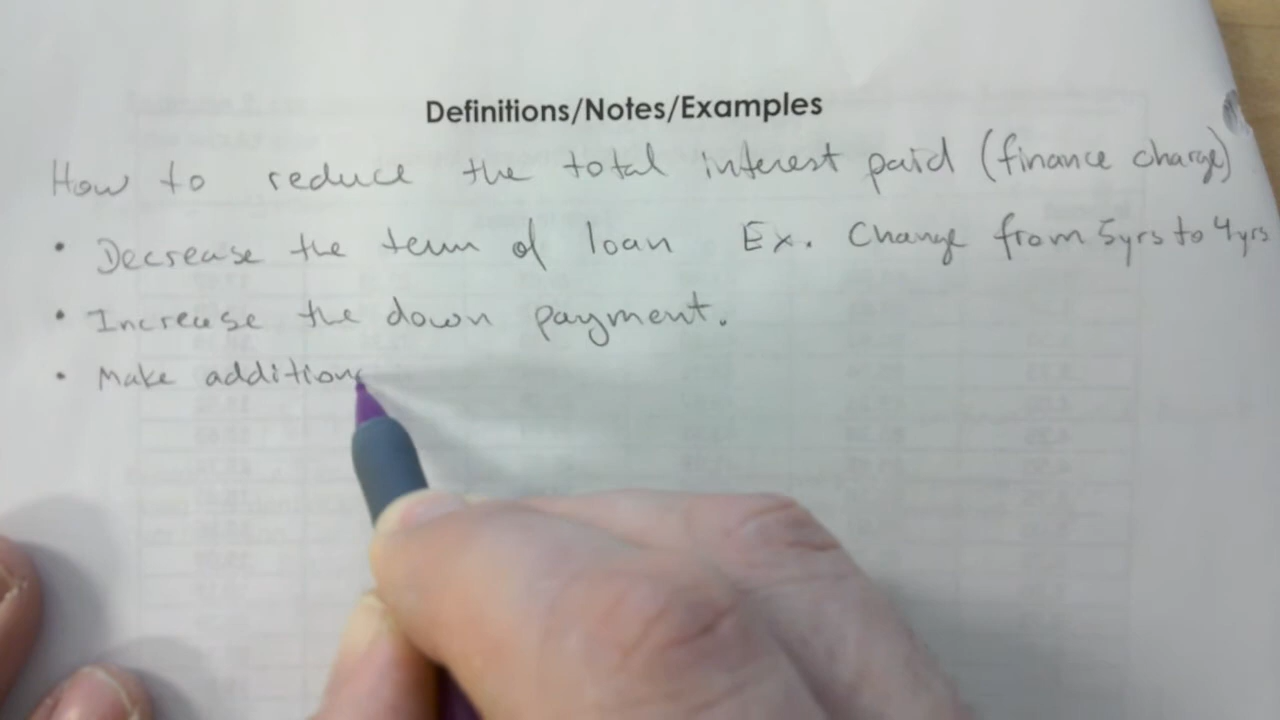 Definitions/Notes/Examples
How to reduce the total interest paid (finance charge)
• Decrease the term of loan Ex. Change from 5yrs to 4yrs
• Increase the down payment.
• Make addition